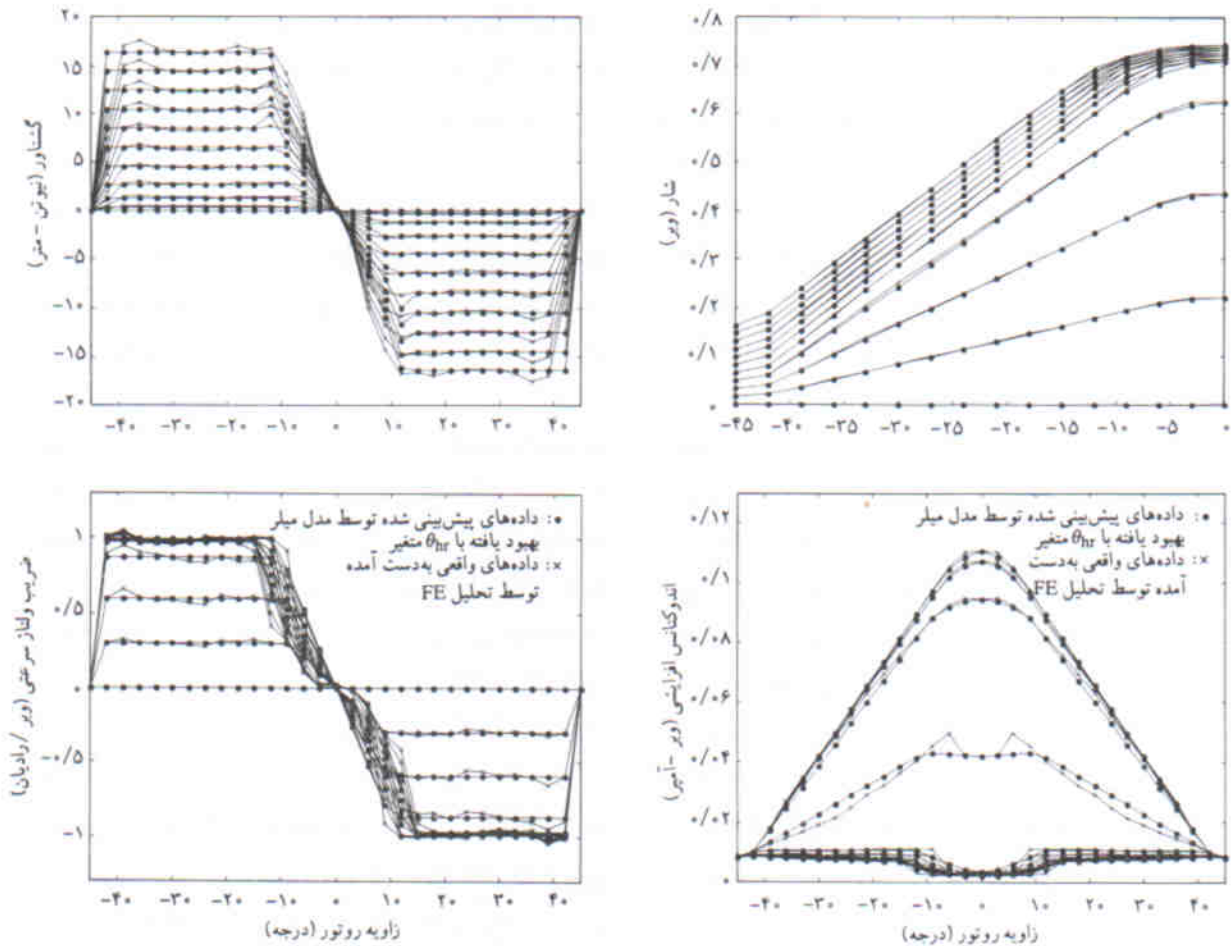 ۲۰
۱۵
۱۰
۵
۰
-۵
-۱۰
-۱۵
-۲۰
گشتاور (نیوتن - متر)
-۴۰ -۳۰ -۲۰ -۱۰ ۰ ۱۰ ۲۰ ۳۰ ۴۰
۰/۸
۰/۷
۰/۶
۰/۵
۰/۴
۰/۳
۰/۲
۰/۱
۰
شار (وبر)
-۴۵ -۴۰ -۳۵ -۳۰ -۲۵ -۲۰ -۱۵ -۱۰ -۵ ۰
۱
۰/۵
۰
-۰/۵
-۱
ضریب ولتاژ سرعتی (وبر / رادیان)
•: داده‌های پیش‌بینی شده توسط مدل میلر
بهبود یافته با θhr متغیر
×: داده‌های واقعی به‌دست آمده
توسط تحلیل FE
-۴۰ -۳۰ -۲۰ -۱۰ ۰ ۱۰ ۲۰ ۳۰ ۴۰
زاویه روتور (درجه)
۰/۱۲
۰/۱
۰/۰۸
۰/۰۶
۰/۰۴
۰/۰۲
۰
اندوکتانس افزایشی (وبر - آمپر)
•: داده‌های پیش‌بینی شده توسط مدل میلر
بهبود یافته با θhr متغیر
×: داده‌های واقعی به‌دست
آمده توسط تحلیل FE
-۴۰ -۳۰ -۲۰ -۱۰ ۰ ۱۰ ۲۰ ۳۰ ۴۰
زاویه روتور (درجه)